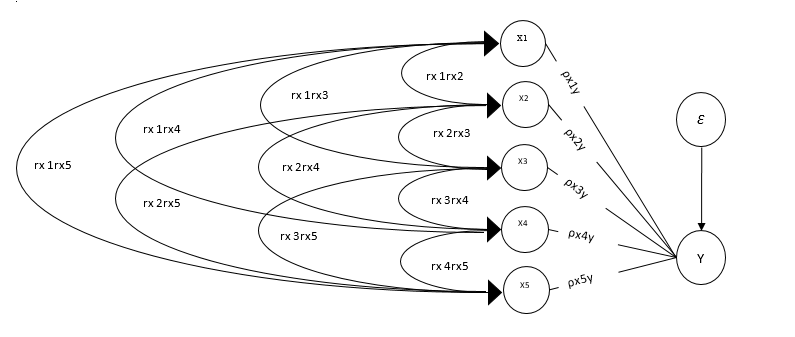 X1
rx 1rx2
ρx1y
rx 1rx3
X2
rx 1rx4
rx 2rx3
ρx2y
ε
rx 1rx5
rx 2rx4
X3
ρx3y
rx 2rx5
rx 3rx4
X4
ρx4y
rx 3rx5
Y
rx 4rx5
X5
ρx5y